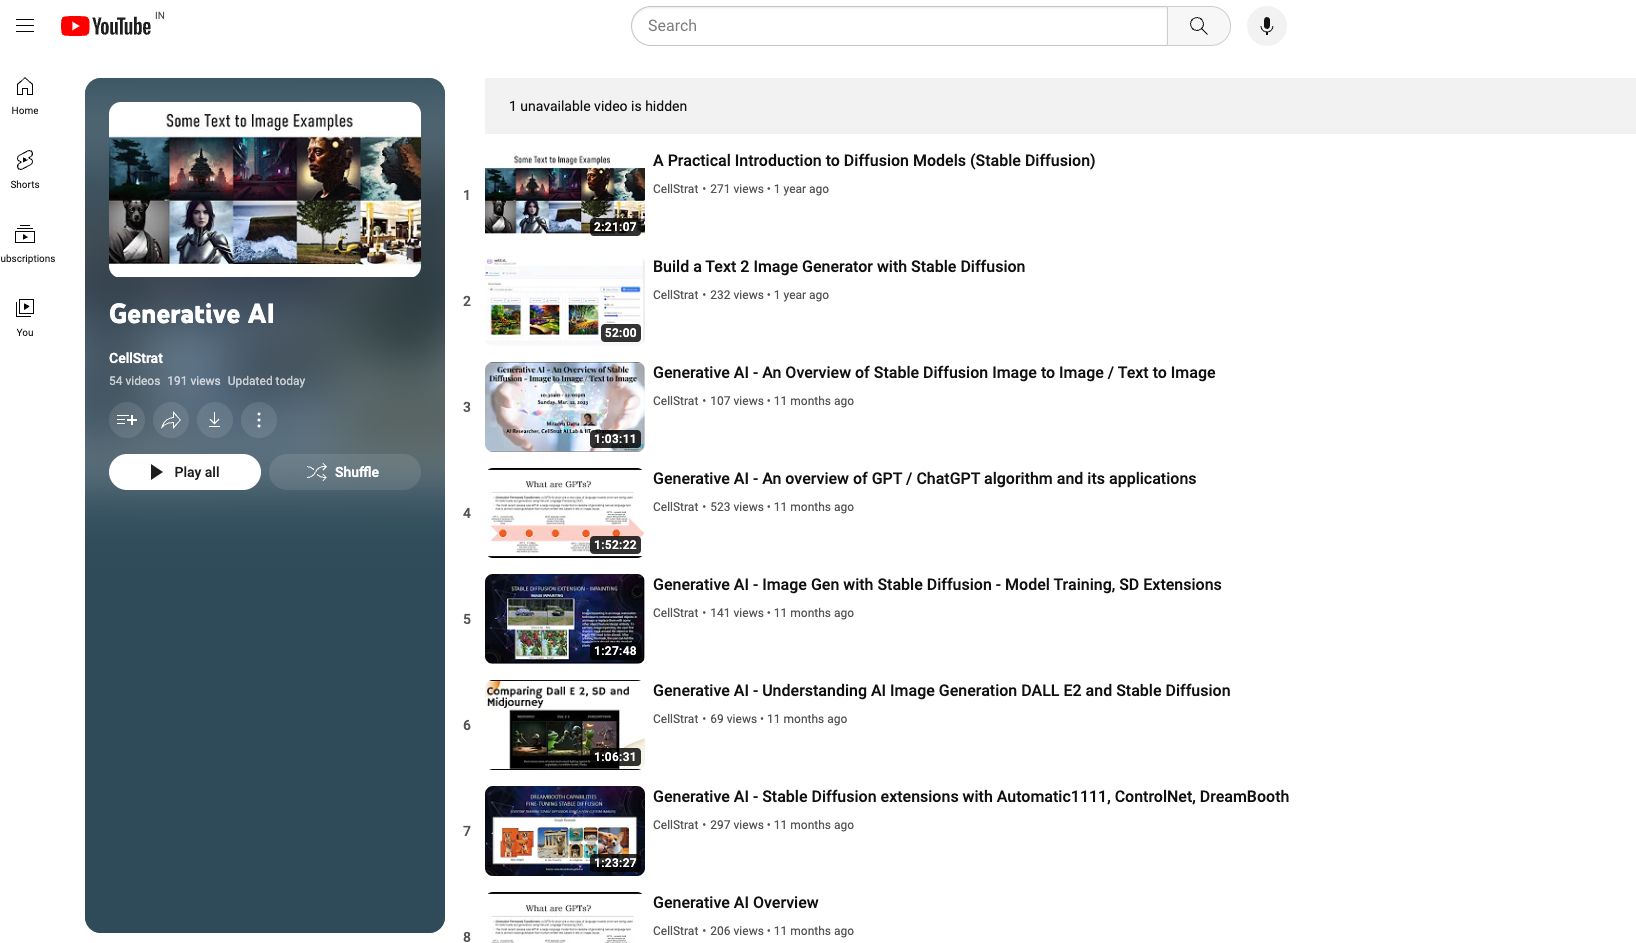 YouTube IN
Search
Home
Shorts
ubscriptions
You
Some Text to Image Examples
Generative AI
CellStrat
54 videos 191 views Updated today
Play all
Shuffle
1 unavailable video is hidden
1
Some Text to Image Examples
2:21:07
A Practical Introduction to Diffusion Models (Stable Diffusion)
CellStrat • 271 views • 1 year ago
2
52:00
Build a Text 2 Image Generator with Stable Diffusion
CellStrat • 232 views • 1 year ago
3
Generative AI - An Overview of Stable
Diffusion - Image to Image / Text to Image
Sunday, Mar. 12, 2023
1:03:11
Generative AI - An Overview of Stable Diffusion Image to Image / Text to Image
CellStrat • 107 views • 11 months ago
4
What are GPTs?
1:52:22
Generative AI - An overview of GPT / ChatGPT algorithm and its applications
CellStrat • 523 views • 11 months ago
5
STABLE DIFFUSION EXTENSION - INPAINTING
IMAGE INPAINTING
1:27:48
Generative AI - Image Gen with Stable Diffusion - Model Training, SD Extensions
CellStrat • 141 views • 11 months ago
6
Comparing Dall E 2, SD and
Midjourney
1:06:31
Generative AI - Understanding AI Image Generation DALL E2 and Stable Diffusion
CellStrat • 69 views • 11 months ago
7
DREAMBOOTH CAPABILITIES
FINE-TUNING STABLE DIFFUSION
1:23:27
Generative AI - Stable Diffusion extensions with Automatic1111, ControlNet, DreamBooth
CellStrat • 297 views • 11 months ago
8
What are GPTs?
Generative AI Overview
CellStrat • 206 views • 11 months ago